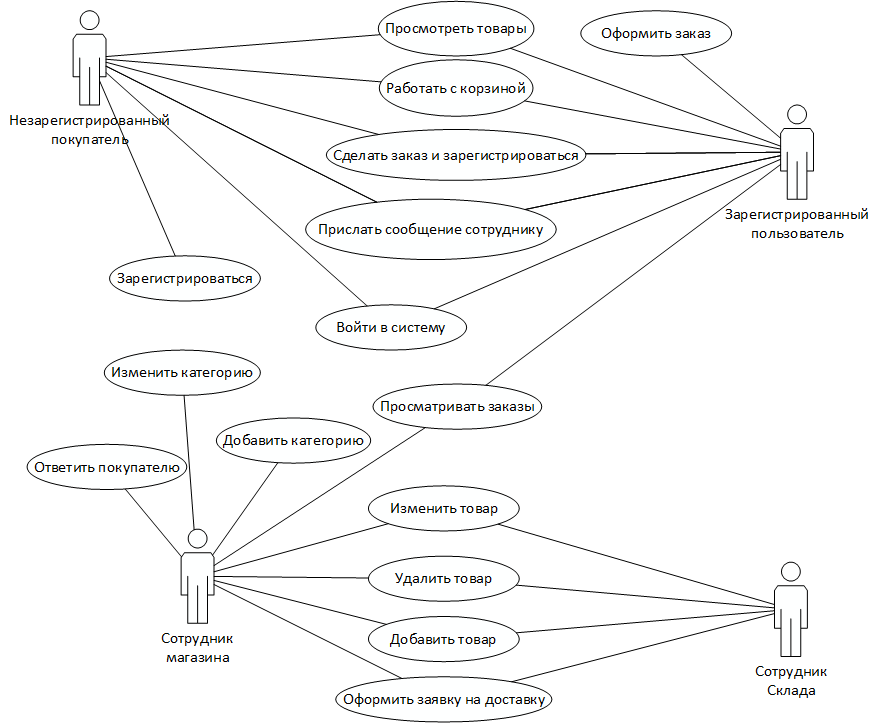 Просмотреть товары
Оформить заказ
Работать с корзиной
Незарегистрированный
покупатель
Сделать заказ и зарегистрироваться
Зарегистрированный
пользователь
Прислать сообщение сотруднику
Зарегистрироваться
Войти в систему
Изменить категорию
Просматривать заказы
Добавить категорию
Ответить покупателю
Изменить товар
Удалить товар
Добавить товар
Сотрудник
магазина
Сотрудник
Склада
Оформить заявку на доставку